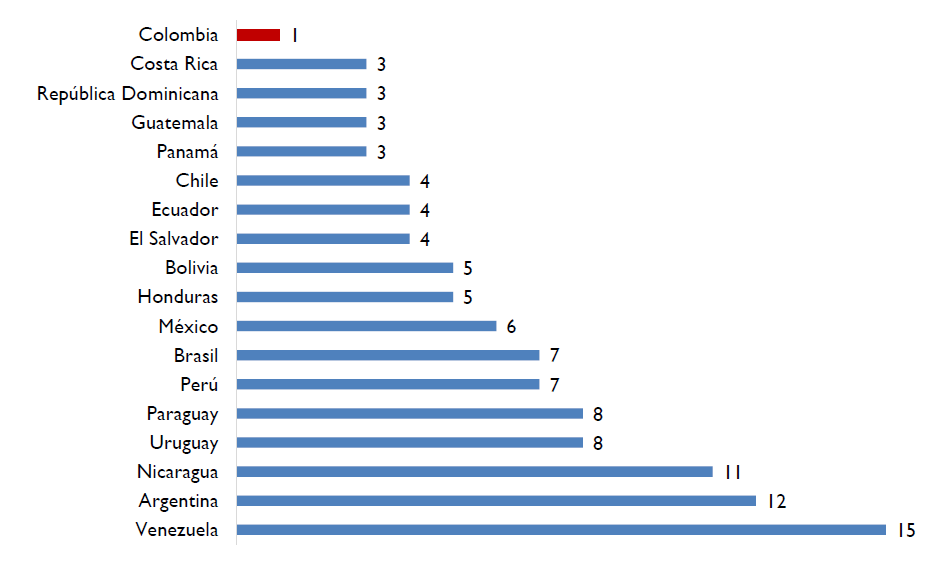 Colombia 1
Costa Rica 3
República Dominicana 3
Guatemala 3
Panamá 3
Chile 4
Ecuador 4
El Salvador 4
Bolivia 5
Honduras 5
México 6
Brasil 7
Perú 7
Paraguay 8
Uruguay 8
Nicaragua 11
Argentina 12
Venezuela 15